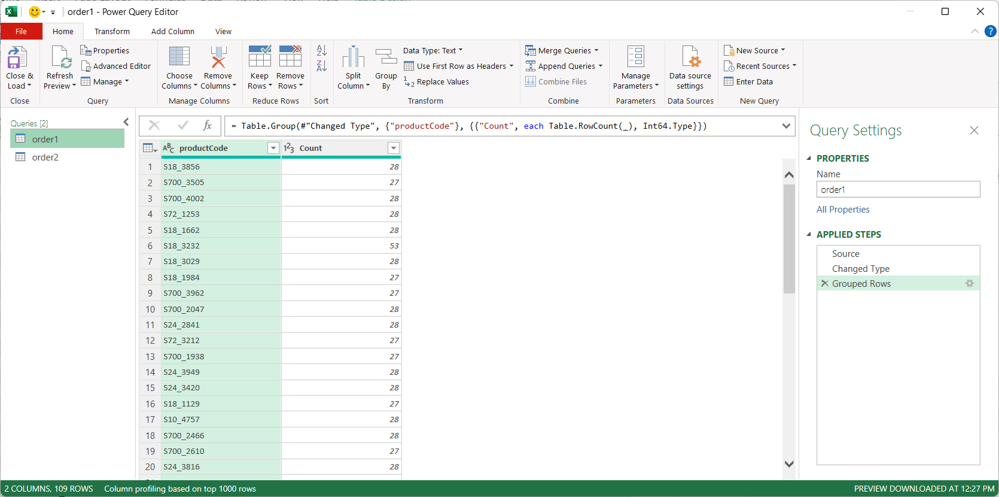 order1 - Power Query Editor
File Home Transform Add Column View
Close & Load
Close
Refresh Preview
Properties
Advanced Editor
Manage
Query
Choose Columns
Remove Columns
Manage Columns
Keep Rows
Remove Rows
Reduce Rows
Sort
Split Column
Group By
Data Type: Text
Use First Row as Headers
Replace Values
Transform
Merge Queries
Append Queries
Combine Files
Combine
Manage Parameters
Parameters
Data source settings
Data Sources
New Source
Recent Sources
Enter Data
New Query
Queries [2]
order1
order2
fx = Table.Group(#"Changed Type", {"productCode"}, {{"Count", each Table.RowCount(_), Int64.Type}})
ABC productCode 123 Count
1 S18_3856 28
2 S700_3505 27
3 S700_4002 28
4 S72_1253 28
5 S18_1662 28
6 S18_3232 53
7 S18_3029 28
8 S18_1984 27
9 S700_3962 27
10 S700_2047 28
11 S24_2841 28
12 S72_3212 27
13 S700_1938 27
14 S24_3949 28
15 S24_3420 28
16 S18_1129 27
17 S10_4757 28
18 S700_2466 28
19 S700_2610 27
20 S24_3816 28
Query Settings
PROPERTIES
Name
order1
All Properties
APPLIED STEPS
Source
Changed Type
Grouped Rows
2 COLUMNS, 109 ROWS Column profiling based on top 1000 rows PREVIEW DOWNLOADED AT 12:27 PM